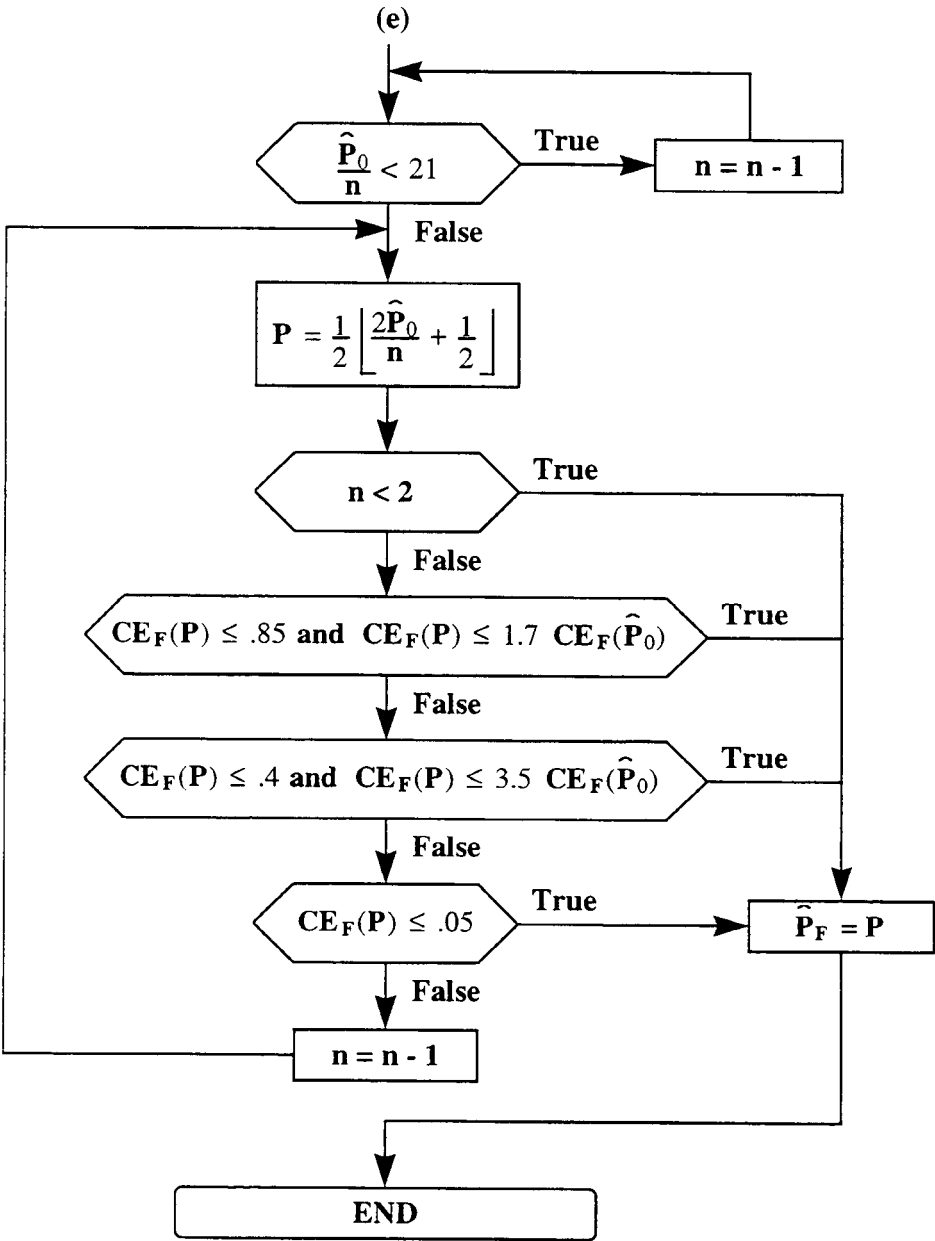 (e)
P̂₀/n < 21
True
n = n - 1
False
P = 1/2 ⌊2P̂₀/n + 1/2⌋
n < 2
True
False
CE_F(P) ≤ .85 and CE_F(P) ≤ 1.7 CE_F(P̂₀)
True
False
CE_F(P) ≤ .4 and CE_F(P) ≤ 3.5 CE_F(P̂₀)
True
False
CE_F(P) ≤ .05
True
P̂_F = P
False
n = n - 1
END